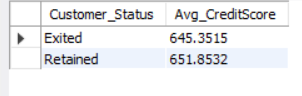 Customer_Status Avg_CreditScore
Exited 645.3515
Retained 651.8532